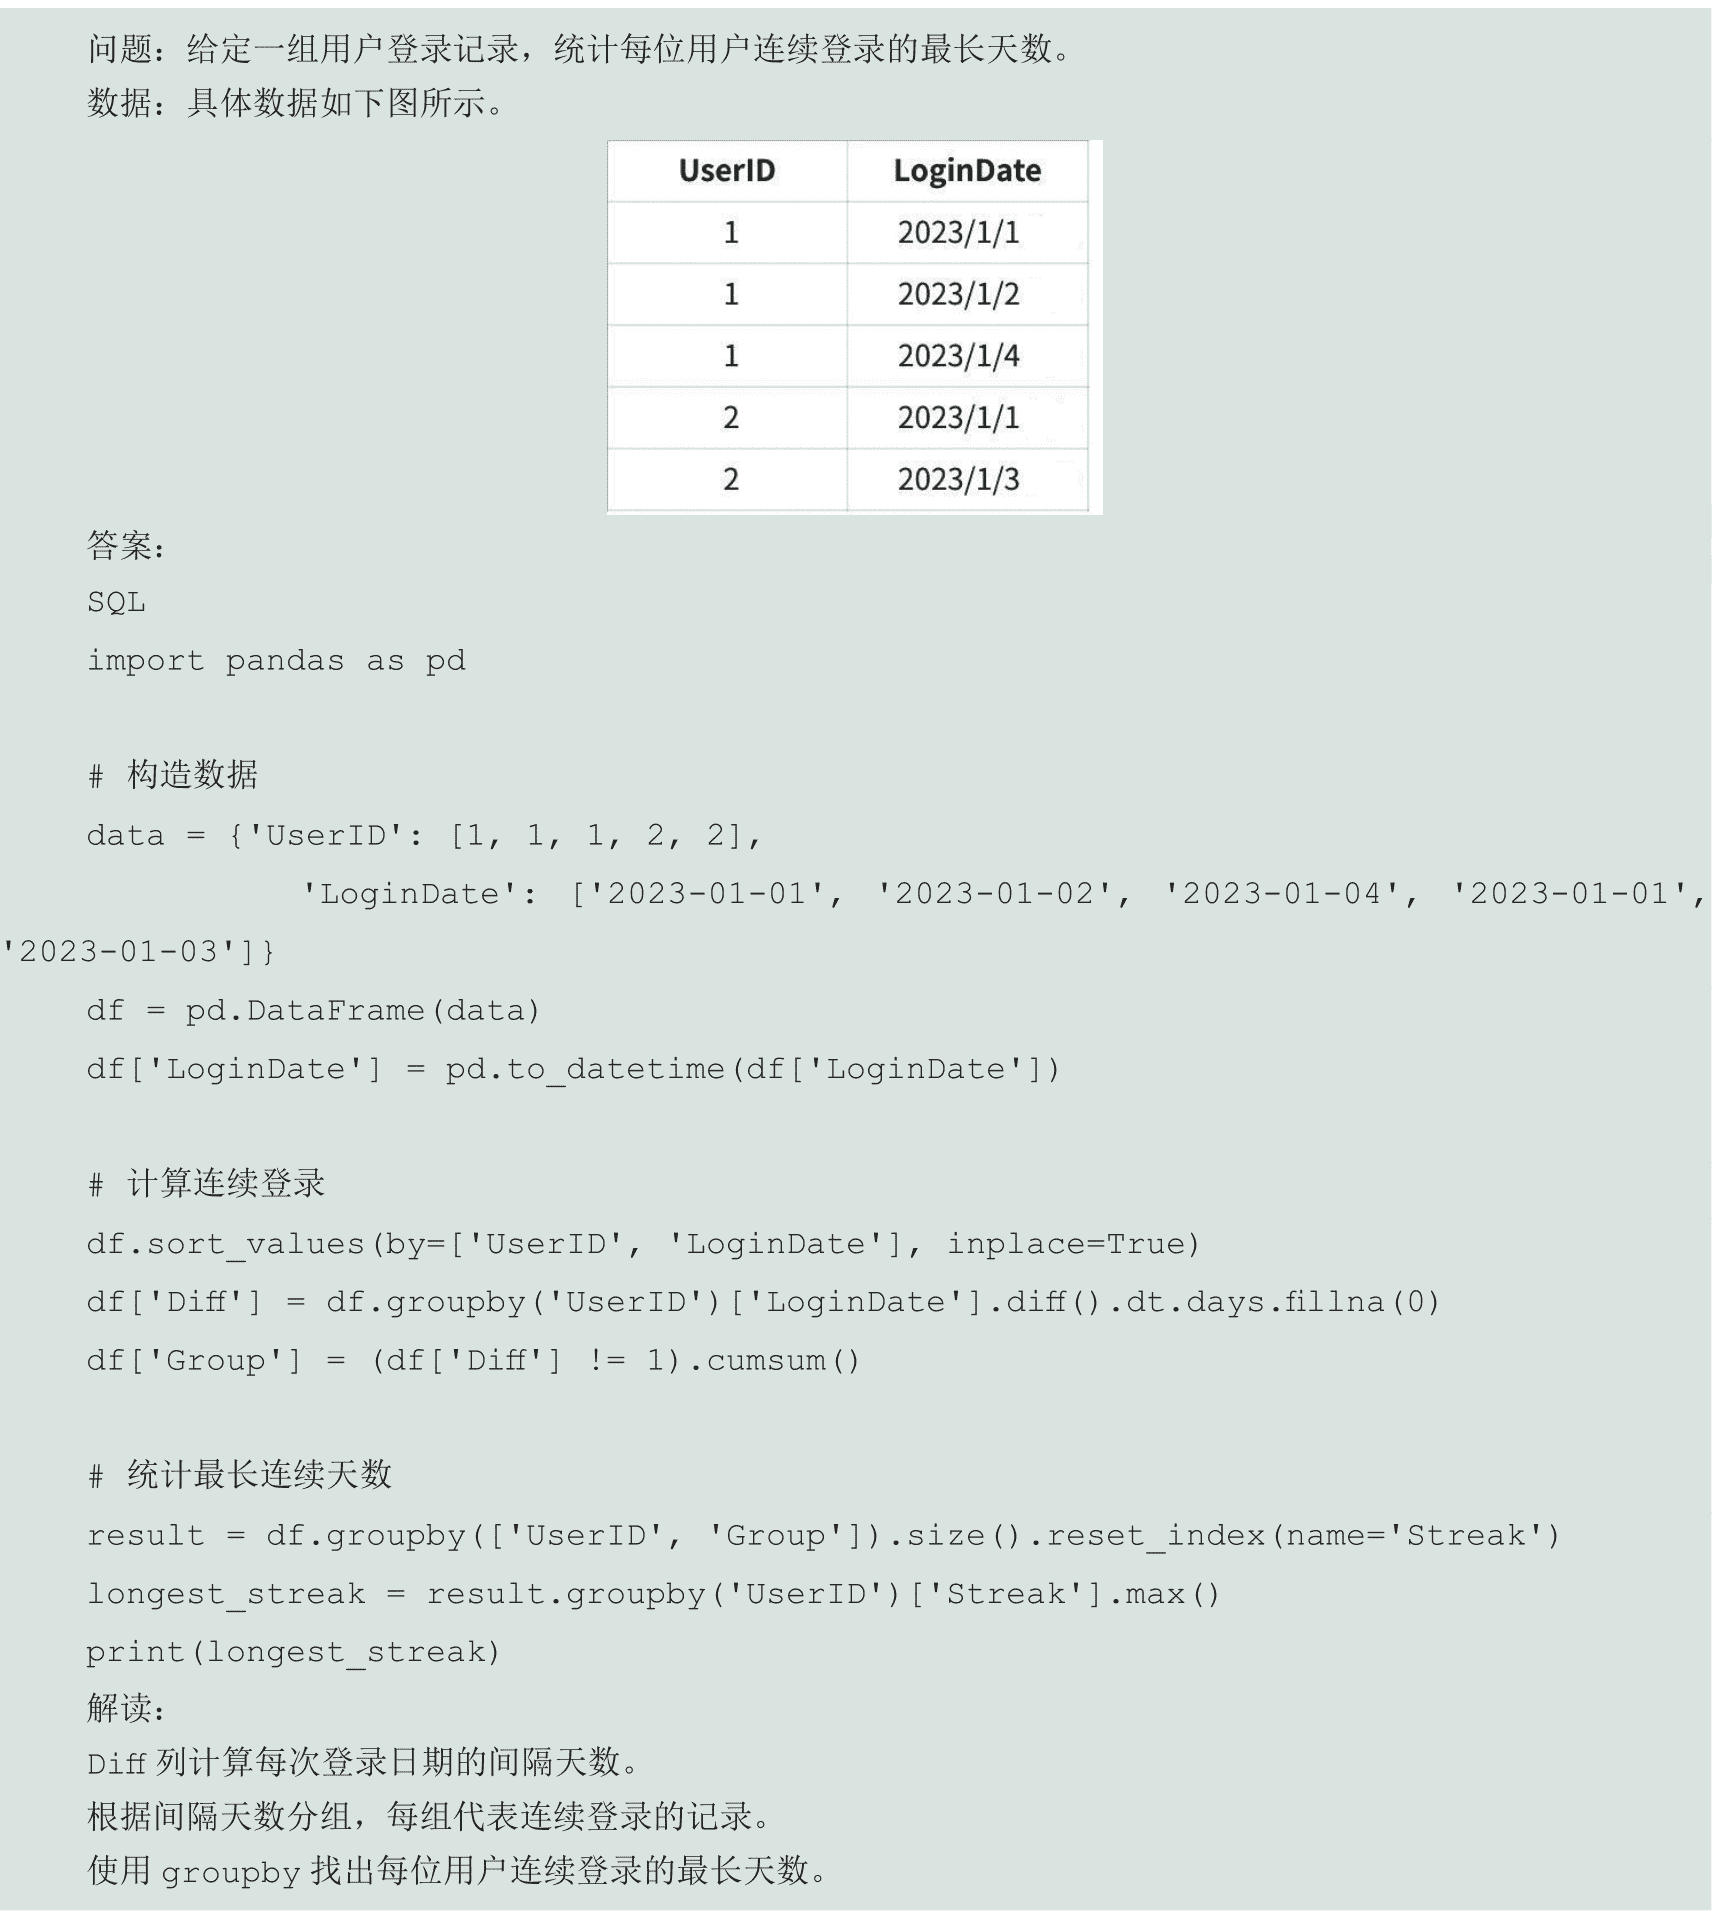 问题：给定一组用户登录记录，统计每位用户连续登录的最长天数。
数据：具体数据如下图所示。
UserID LoginDate
1 2023/1/1
1 2023/1/2
1 2023/1/4
2 2023/1/1
2 2023/1/3
答案：
SQL
import pandas as pd
# 构造数据
data = {'UserID': [1, 1, 1, 2, 2],
'LoginDate': ['2023-01-01', '2023-01-02', '2023-01-04', '2023-01-01',
'2023-01-03']}
df = pd.DataFrame(data)
df['LoginDate'] = pd.to_datetime(df['LoginDate'])
# 计算连续登录
df.sort_values(by=['UserID', 'LoginDate'], inplace=True)
df['Diff'] = df.groupby('UserID')['LoginDate'].diff().dt.days.fillna(0)
df['Group'] = (df['Diff'] != 1).cumsum()
# 统计最长连续天数
result = df.groupby(['UserID', 'Group']).size().reset_index(name='Streak')
longest_streak = result.groupby('UserID')['Streak'].max()
print(longest_streak)
解读：
Diff 列计算每次登录日期的间隔天数。
根据间隔天数分组，每组代表连续登录的记录。
使用 groupby 找出每位用户连续登录的最长天数。